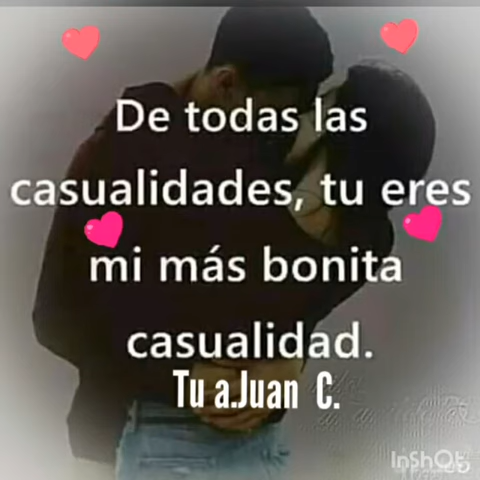 De todas las
casualidades, tu eres
mi más bonita
casualidad.
Tu a.Juan C.
InShOt